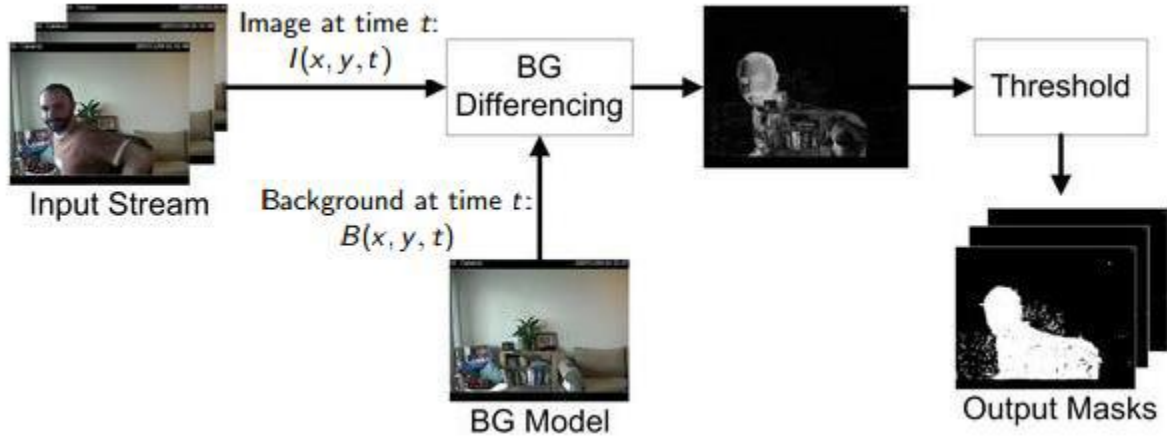 Image at time t:
I(x, y, t)
BG
Differencing
Threshold
Input Stream
Background at time t:
B(x, y, t)
BG Model
Output Masks